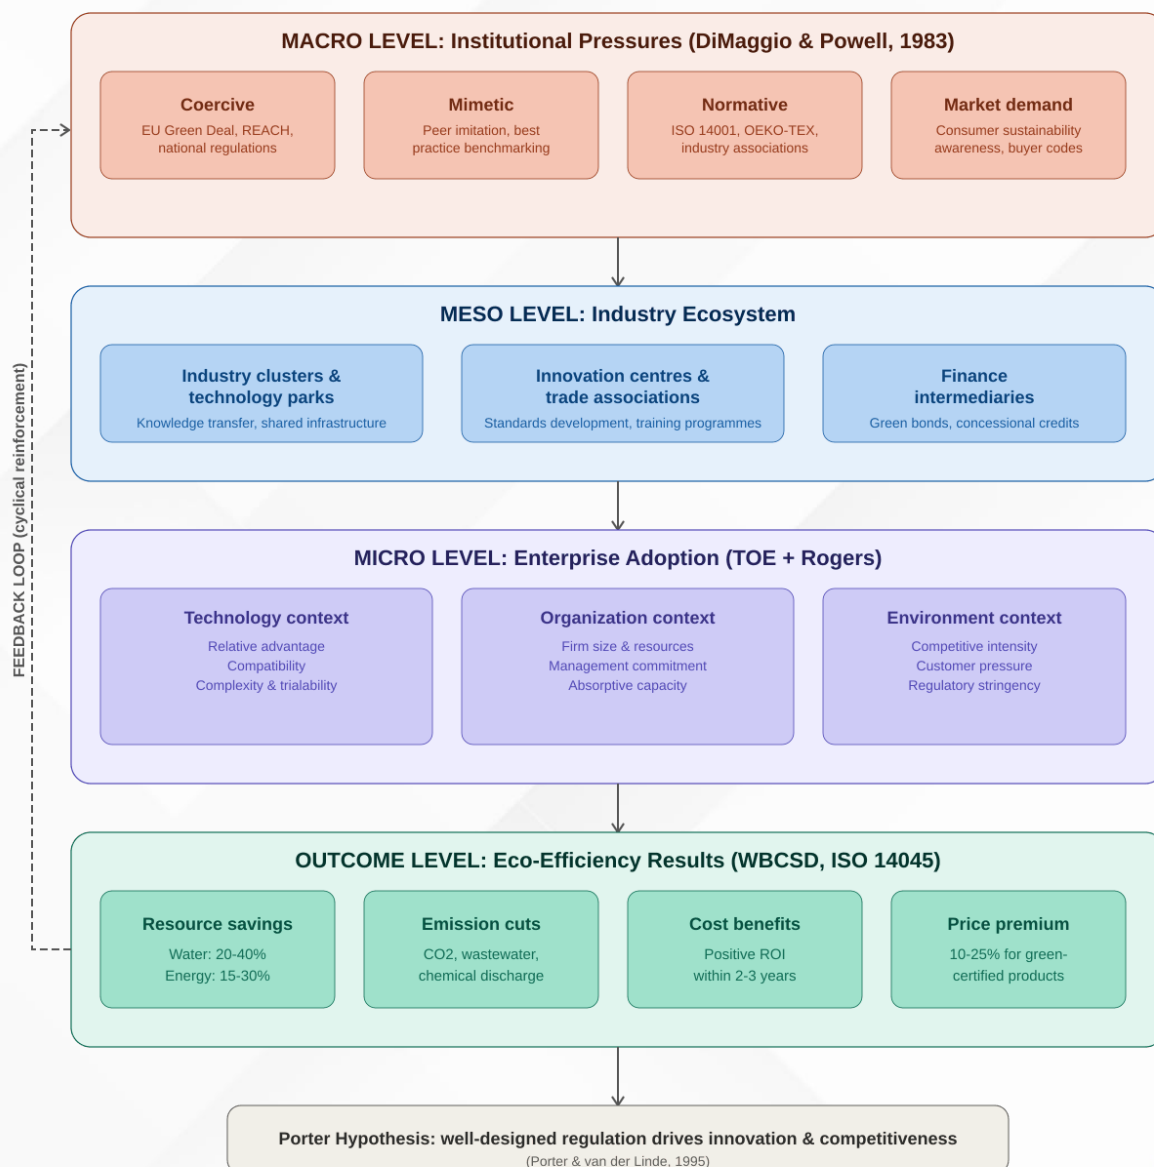 MACRO LEVEL: Institutional Pressures (DiMaggio & Powell, 1983)
Coercive
EU Green Deal, REACH,
national regulations
Mimetic
Peer imitation, best
practice benchmarking
Normative
ISO 14001, OEKO-TEX,
industry associations
Market demand
Consumer sustainability
awareness, buyer codes
MESO LEVEL: Industry Ecosystem
Industry clusters &
technology parks
Knowledge transfer, shared infrastructure
Innovation centres &
trade associations
Standards development, training programmes
Finance
intermediaries
Green bonds, concessional credits
FEEDBACK LOOP (cyclical reinforcement)
MICRO LEVEL: Enterprise Adoption (TOE + Rogers)
Technology context
Relative advantage
Compatibility
Complexity & trialability
Organization context
Firm size & resources
Management commitment
Absorptive capacity
Environment context
Competitive intensity
Customer pressure
Regulatory stringency
OUTCOME LEVEL: Eco-Efficiency Results (WBCSD, ISO 14045)
Resource savings
Water: 20-40%
Energy: 15-30%
Emission cuts
CO2, wastewater,
chemical discharge
Cost benefits
Positive ROI
within 2-3 years
Price premium
10-25% for green-
certified products
Porter Hypothesis: well-designed regulation drives innovation & competitiveness
(Porter & van der Linde, 1995)